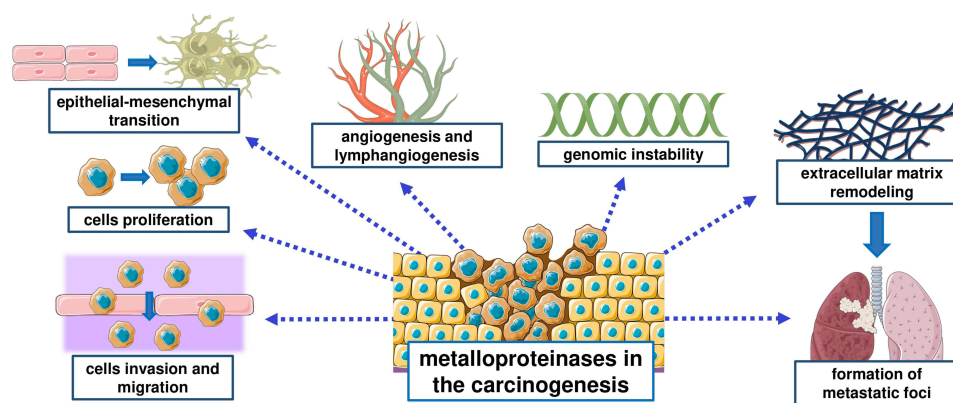 epithelial-mesenchymal
transition
angiogenesis and
lymphangiogenesis
genomic instability
extracellular matrix
remodeling
cells proliferation
cells invasion and
migration
metalloproteinases in
the carcinogenesis
formation of
metastatic foci